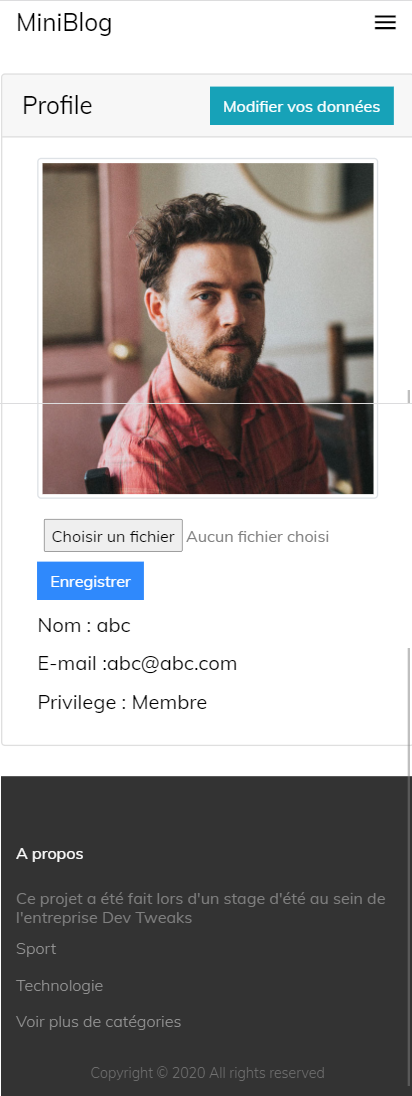 MiniBlog
Profile
Modifier vos données
Choisir un fichier Aucun fichier choisi
Enregistrer
Nom : abc
E-mail :abc@abc.com
Privilege : Membre
A propos
Ce projet a été fait lors d'un stage d'été au sein de
l'entreprise Dev Tweaks
Sport
Technologie
Voir plus de catégories
Copyright © 2020 All rights reserved